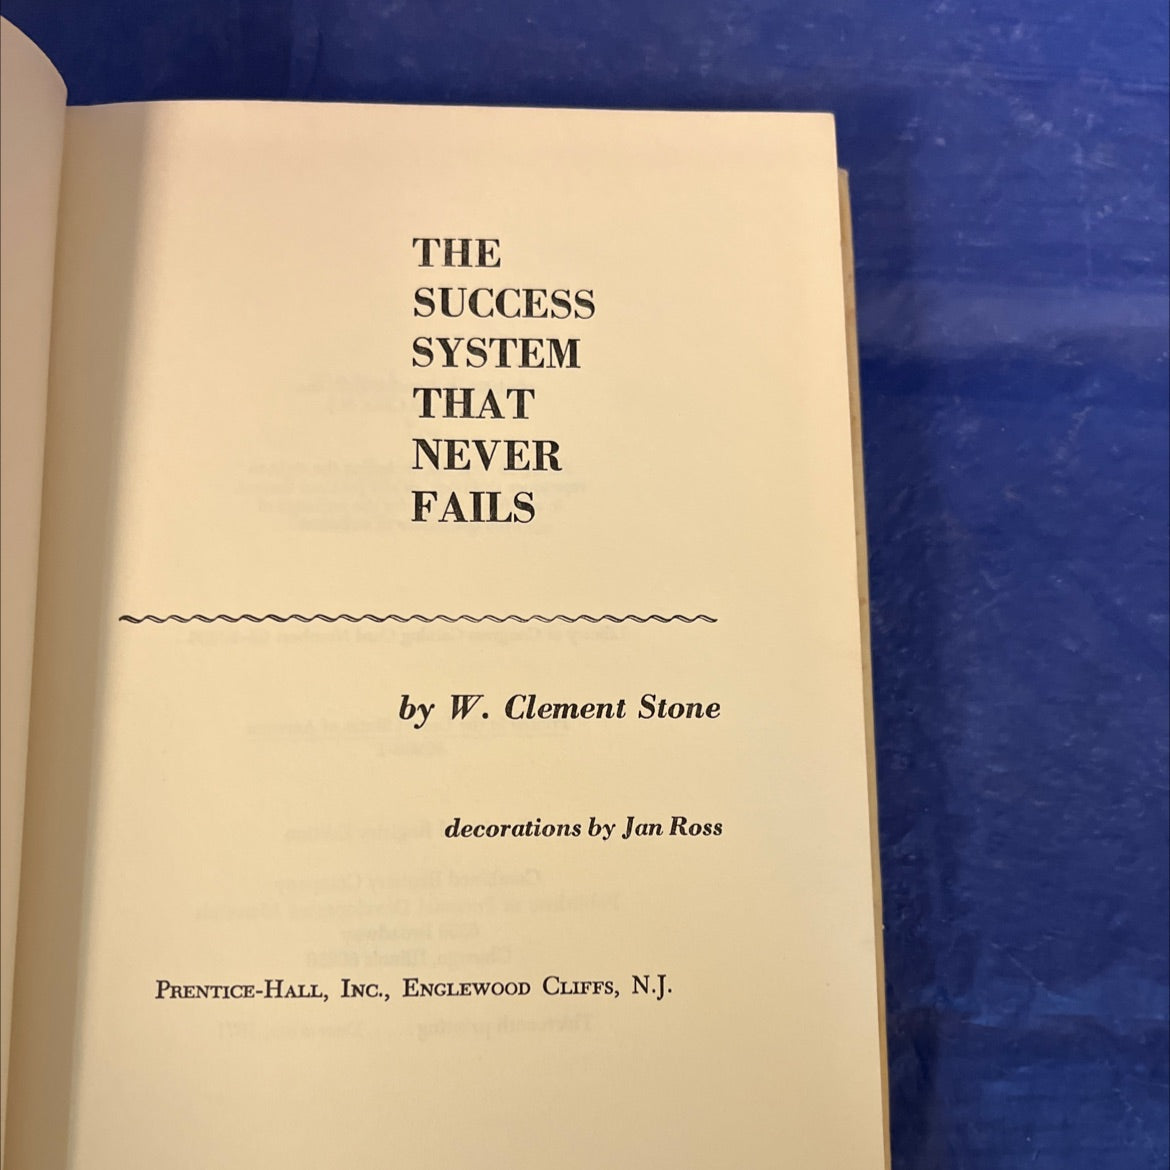 THE
SUCCESS
SYSTEM
THAT
NEVER
FAILS
by W. Clement Stone
decorations by Jan Ross
PRENTICE-HALL, INC., ENGLEWOOD CLIFFS, N.J.